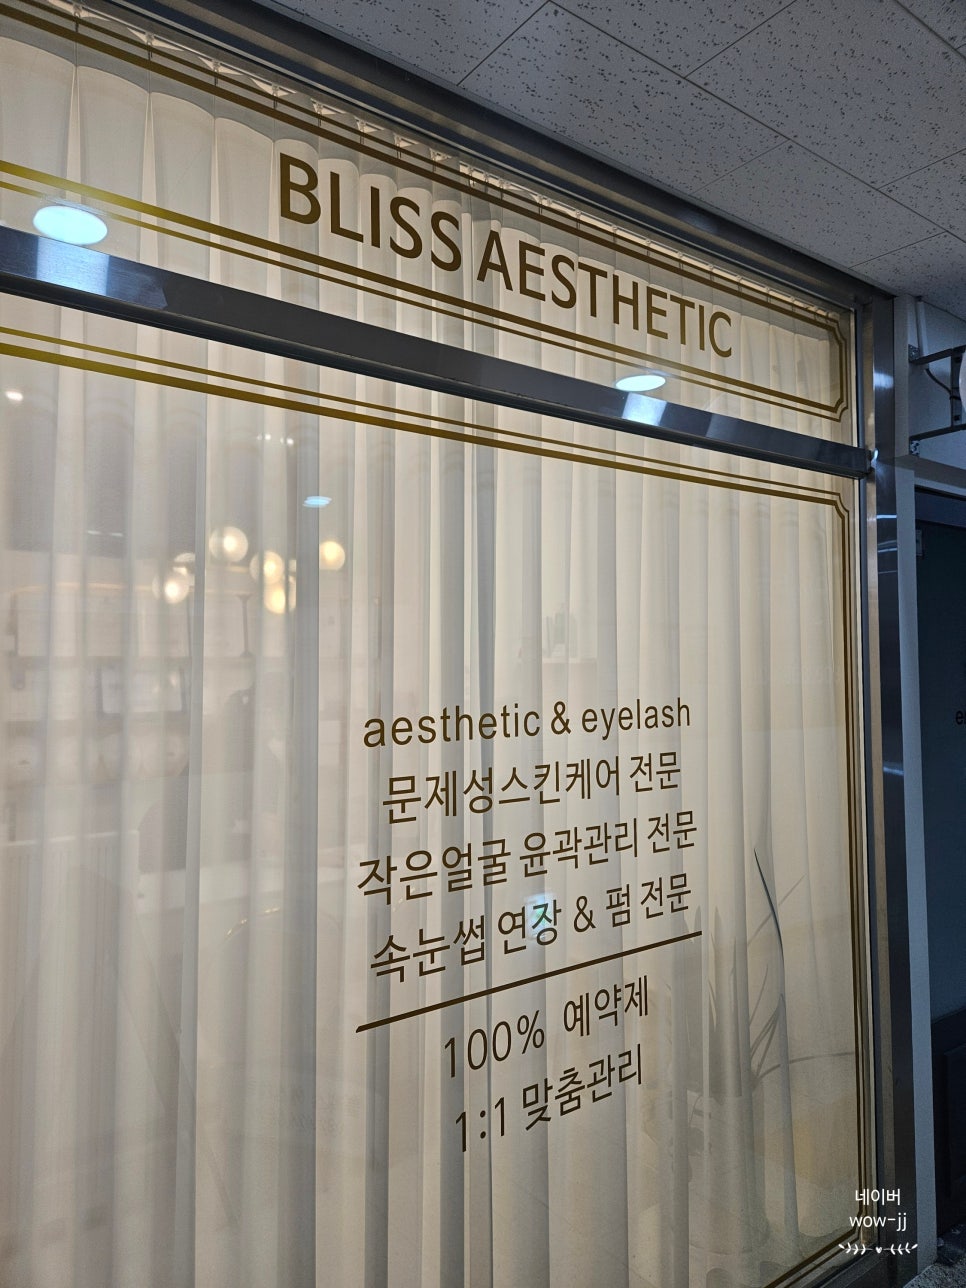 BLISS AESTHETIC
aesthetic & eyelash
문제성스킨케어 전문
작은얼굴 윤곽관리 전문
속눈썹 연장 & 펌 전문
100% 예약제
1:1 맞춤관리
네이버
wow-jj